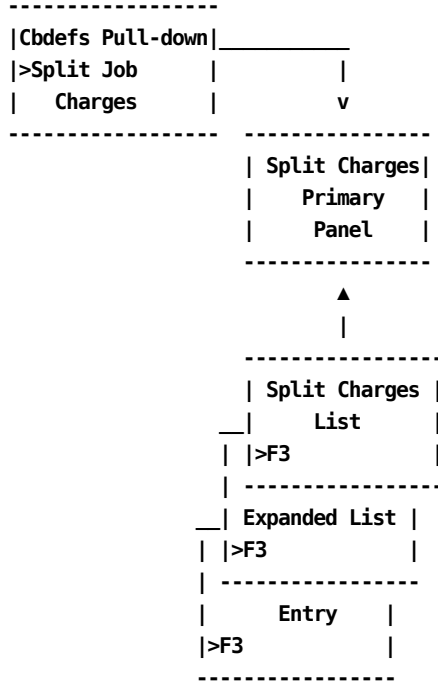 Cbdefs Pull-down
>Split Job
Charges
v
Split Charges
Primary
Panel
Split Charges
List
>F3
Expanded List
>F3
Entry
>F3